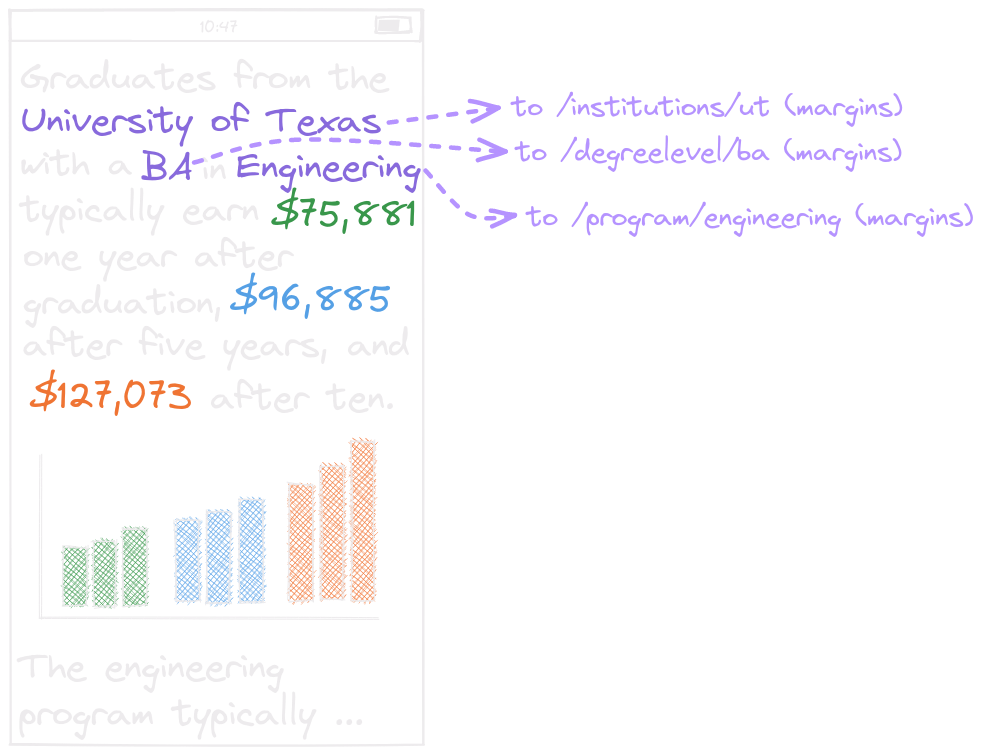 10:47
Graduates from the
University of Texas
to /institutions/ut (margins)
with a BA in Engineering
to /degreelevel/ba (margins)
typically earn $75,881
to /program/engineering (margins)
one year after
graduation, $96,885
after five years, and
$127,073 after ten.
The engineering
program typically ...